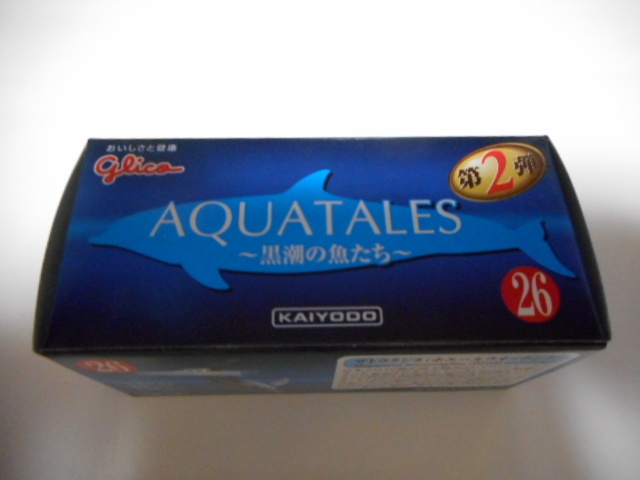 おいしさと健康
glico
第2弾
AQUATALES
～黒潮の魚たち～
26
KAIYODO
26